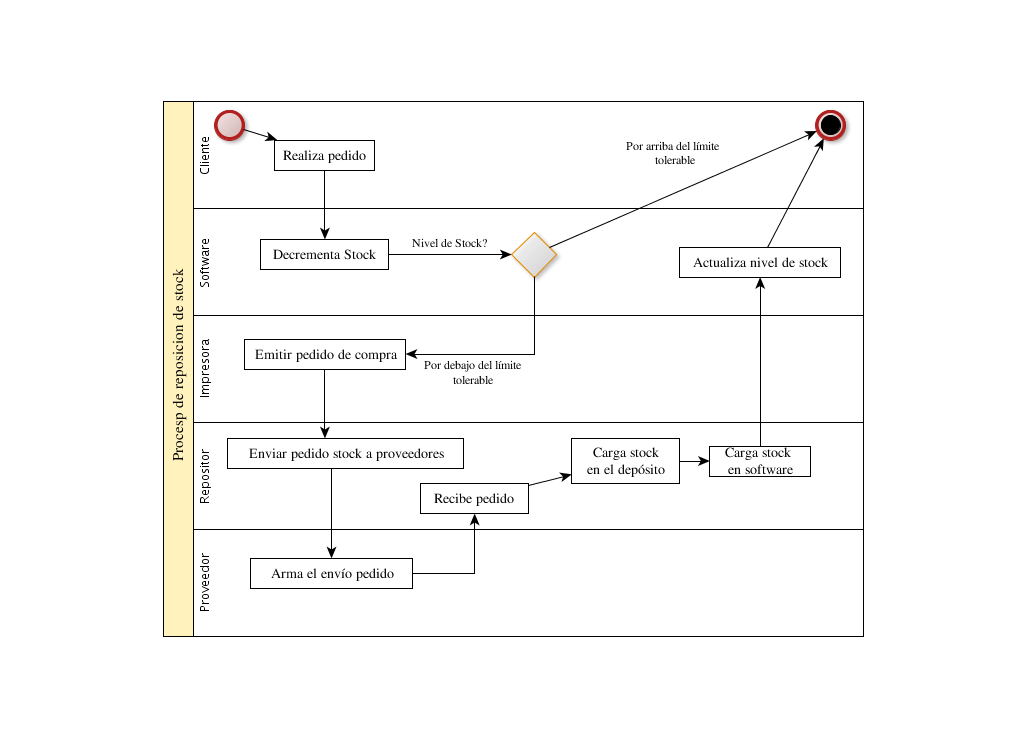 Procesp de reposicion de stock
Cliente
Realiza pedido
Por arriba del límite
tolerable
Software
Decrementa Stock
Nivel de Stock?
Actualiza nivel de stock
Impresora
Emitir pedido de compra
Por debajo del límite
tolerable
Repositor
Enviar pedido stock a proveedores
Recibe pedido
Carga stock
en el depósito
Carga stock
en software
Proveedor
Arma el envío pedido